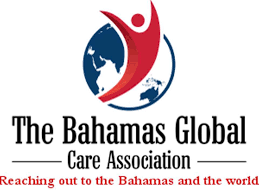 The Bahamas Global
Care Association
Reaching out to the Bahamas and the world